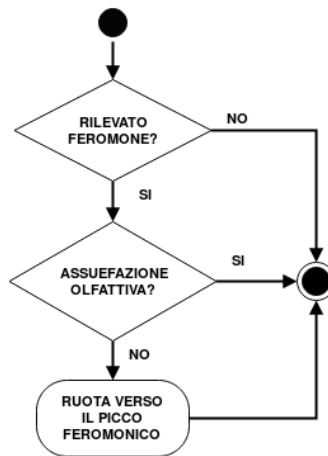 RILEVATO
FEROMONE?
NO
SI
ASSUEFAZIONE
OLFATTIVA?
SI
NO
RUOTA VERSO
IL PICCO
FEROMONICO